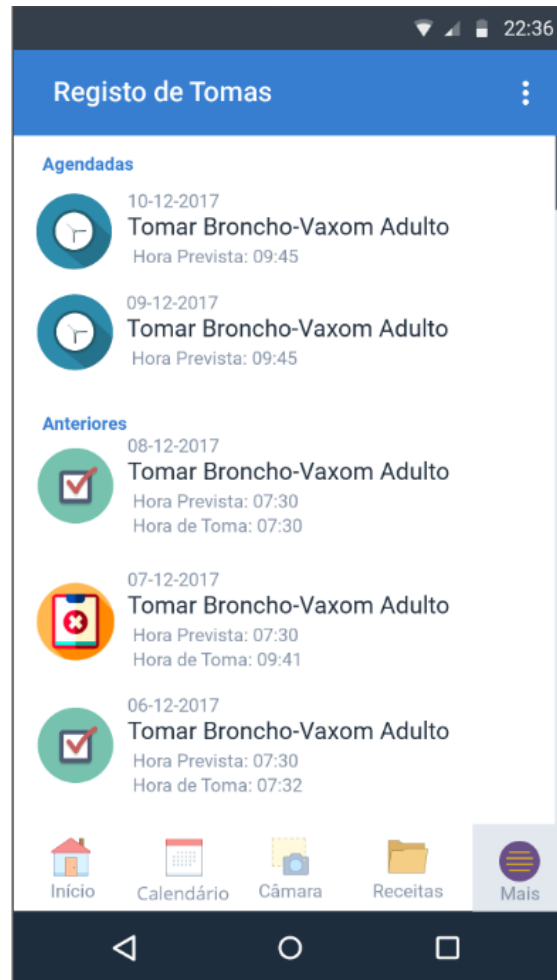 22:36
Registo de Tomas
Agendadas
10-12-2017
Tomar Broncho-Vaxom Adulto
Hora Prevista: 09:45
09-12-2017
Tomar Broncho-Vaxom Adulto
Hora Prevista: 09:45
Anteriores
08-12-2017
Tomar Broncho-Vaxom Adulto
Hora Prevista: 07:30
Hora de Toma: 07:30
07-12-2017
Tomar Broncho-Vaxom Adulto
Hora Prevista: 07:30
Hora de Toma: 09:41
06-12-2017
Tomar Broncho-Vaxom Adulto
Hora Prevista: 07:30
Hora de Toma: 07:32
Início Calendário Câmara Receitas Mais